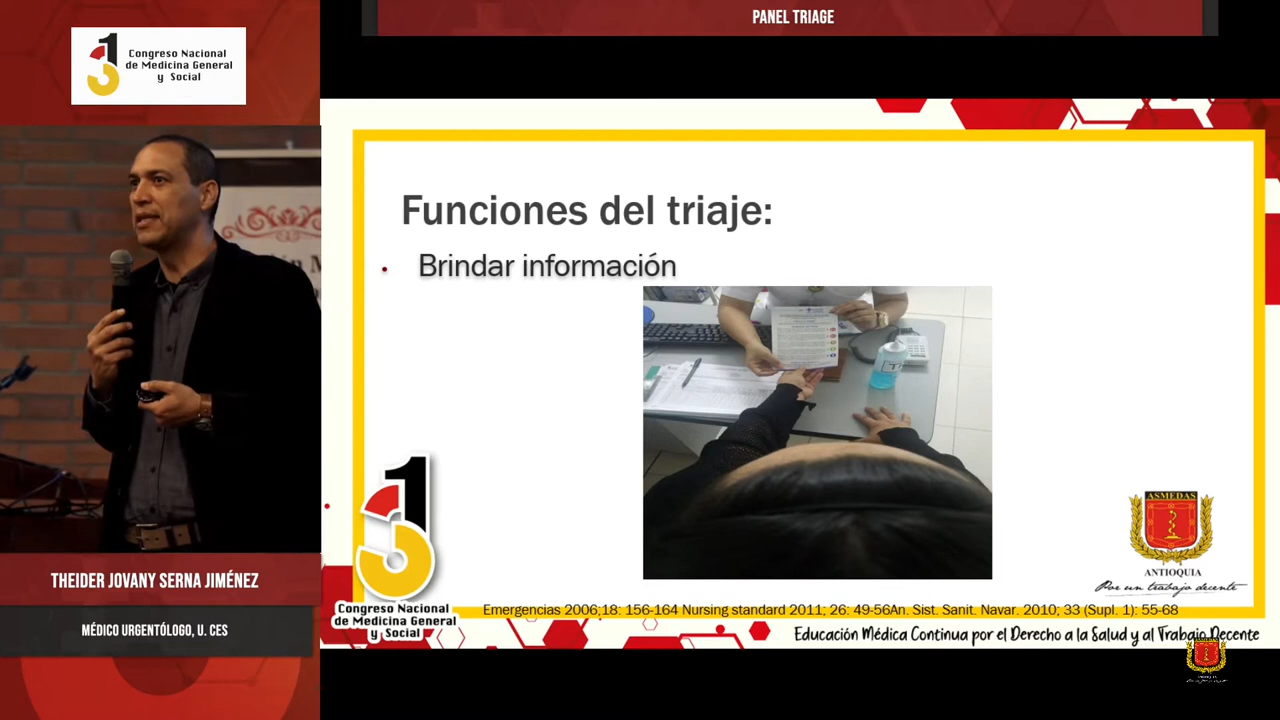 PANEL TRIAGE
13
Congreso Nacional
de Medicina General
y Social
Funciones del triaje:
• Brindar información
ASMEDAS
ANTIOQUIA
Por un trabajo decente
THEIDER JOVANY SERNA JIMÉNEZ
MÉDICO URGENTÓLOGO, U. CES
13
Congreso Nacional
de Medicina General
y Social
Emergencias 2006;18: 156-164 Nursing standard 2011; 26: 49-56An. Sist. Sanit. Navar. 2010; 33 (Supl. 1): 55-68
Educación Médica Continua por el Derecho a la Salud y al Trabajo Decente